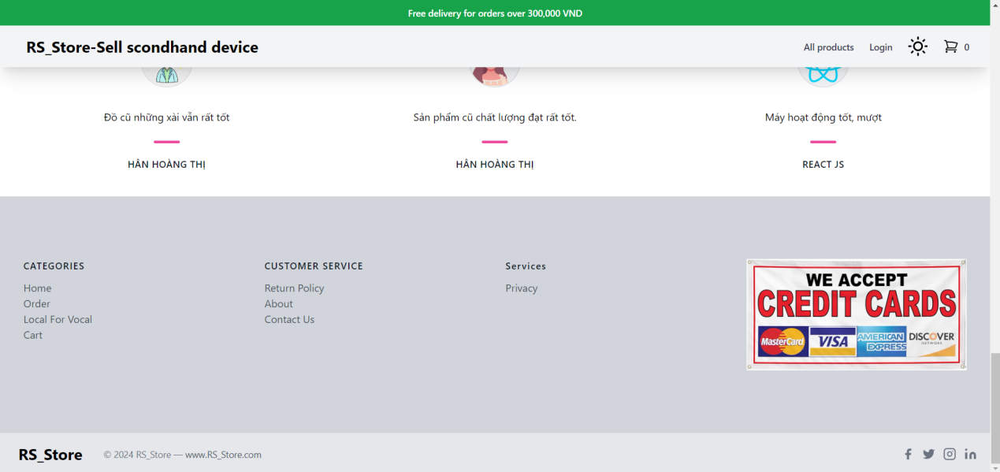 Free delivery for orders over 300,000 VND
RS_Store-Sell scondhand device
All products
Login
0
Đồ cũ những xài vẫn rất tốt
HÂN HOÀNG THỊ
Sản phẩm cũ chất lượng đạt rất tốt.
HÂN HOÀNG THỊ
Máy hoạt động tốt, mượt
REACT JS
CATEGORIES
Home
Order
Local For Vocal
Cart
CUSTOMER SERVICE
Return Policy
About
Contact Us
Services
Privacy
WE ACCEPT
CREDIT CARDS
MasterCard
VISA
AMERICAN
EXPRESS
DISCOVER
NETWORK
RS_Store
© 2024 RS_Store — www.RS_Store.com